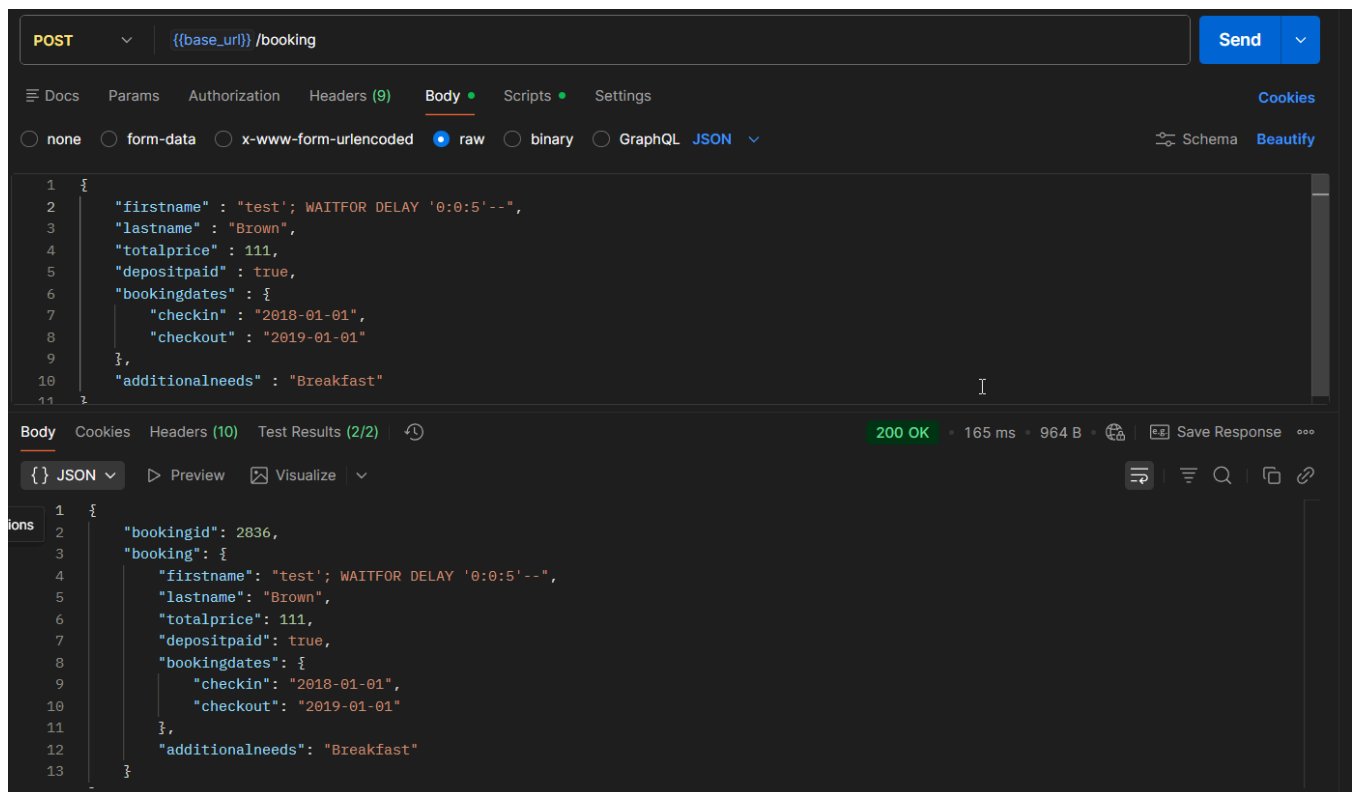 POST {{base_url}} /booking Send
Docs Params Authorization Headers (9) Body Scripts Settings Cookies
none form-data x-www-form-urlencoded raw binary GraphQL JSON Schema Beautify
1 {
2 "firstname" : "test'; WAITFOR DELAY '0:0:5'--",
3 "lastname" : "Brown",
4 "totalprice" : 111,
5 "depositpaid" : true,
6 "bookingdates" : {
7 "checkin" : "2018-01-01",
8 "checkout" : "2019-01-01"
9 },
10 "additionalneeds" : "Breakfast"
11 }
Body Cookies Headers (10) Test Results (2/2) 200 OK • 165 ms • 964 B • e.g. Save Response
{} JSON Preview Visualize
1 {
ions
2 "bookingid": 2836,
3 "booking": {
4 "firstname": "test'; WAITFOR DELAY '0:0:5'--",
5 "lastname": "Brown",
6 "totalprice": 111,
7 "depositpaid": true,
8 "bookingdates": {
9 "checkin": "2018-01-01",
10 "checkout": "2019-01-01"
11 },
12 "additionalneeds": "Breakfast"
13 }